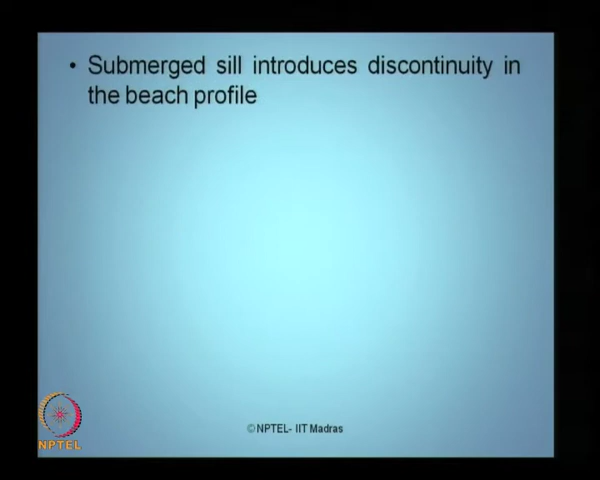 • Submerged sill introduces discontinuity in
the beach profile
©NPTEL- IIT Madras
NPTEL